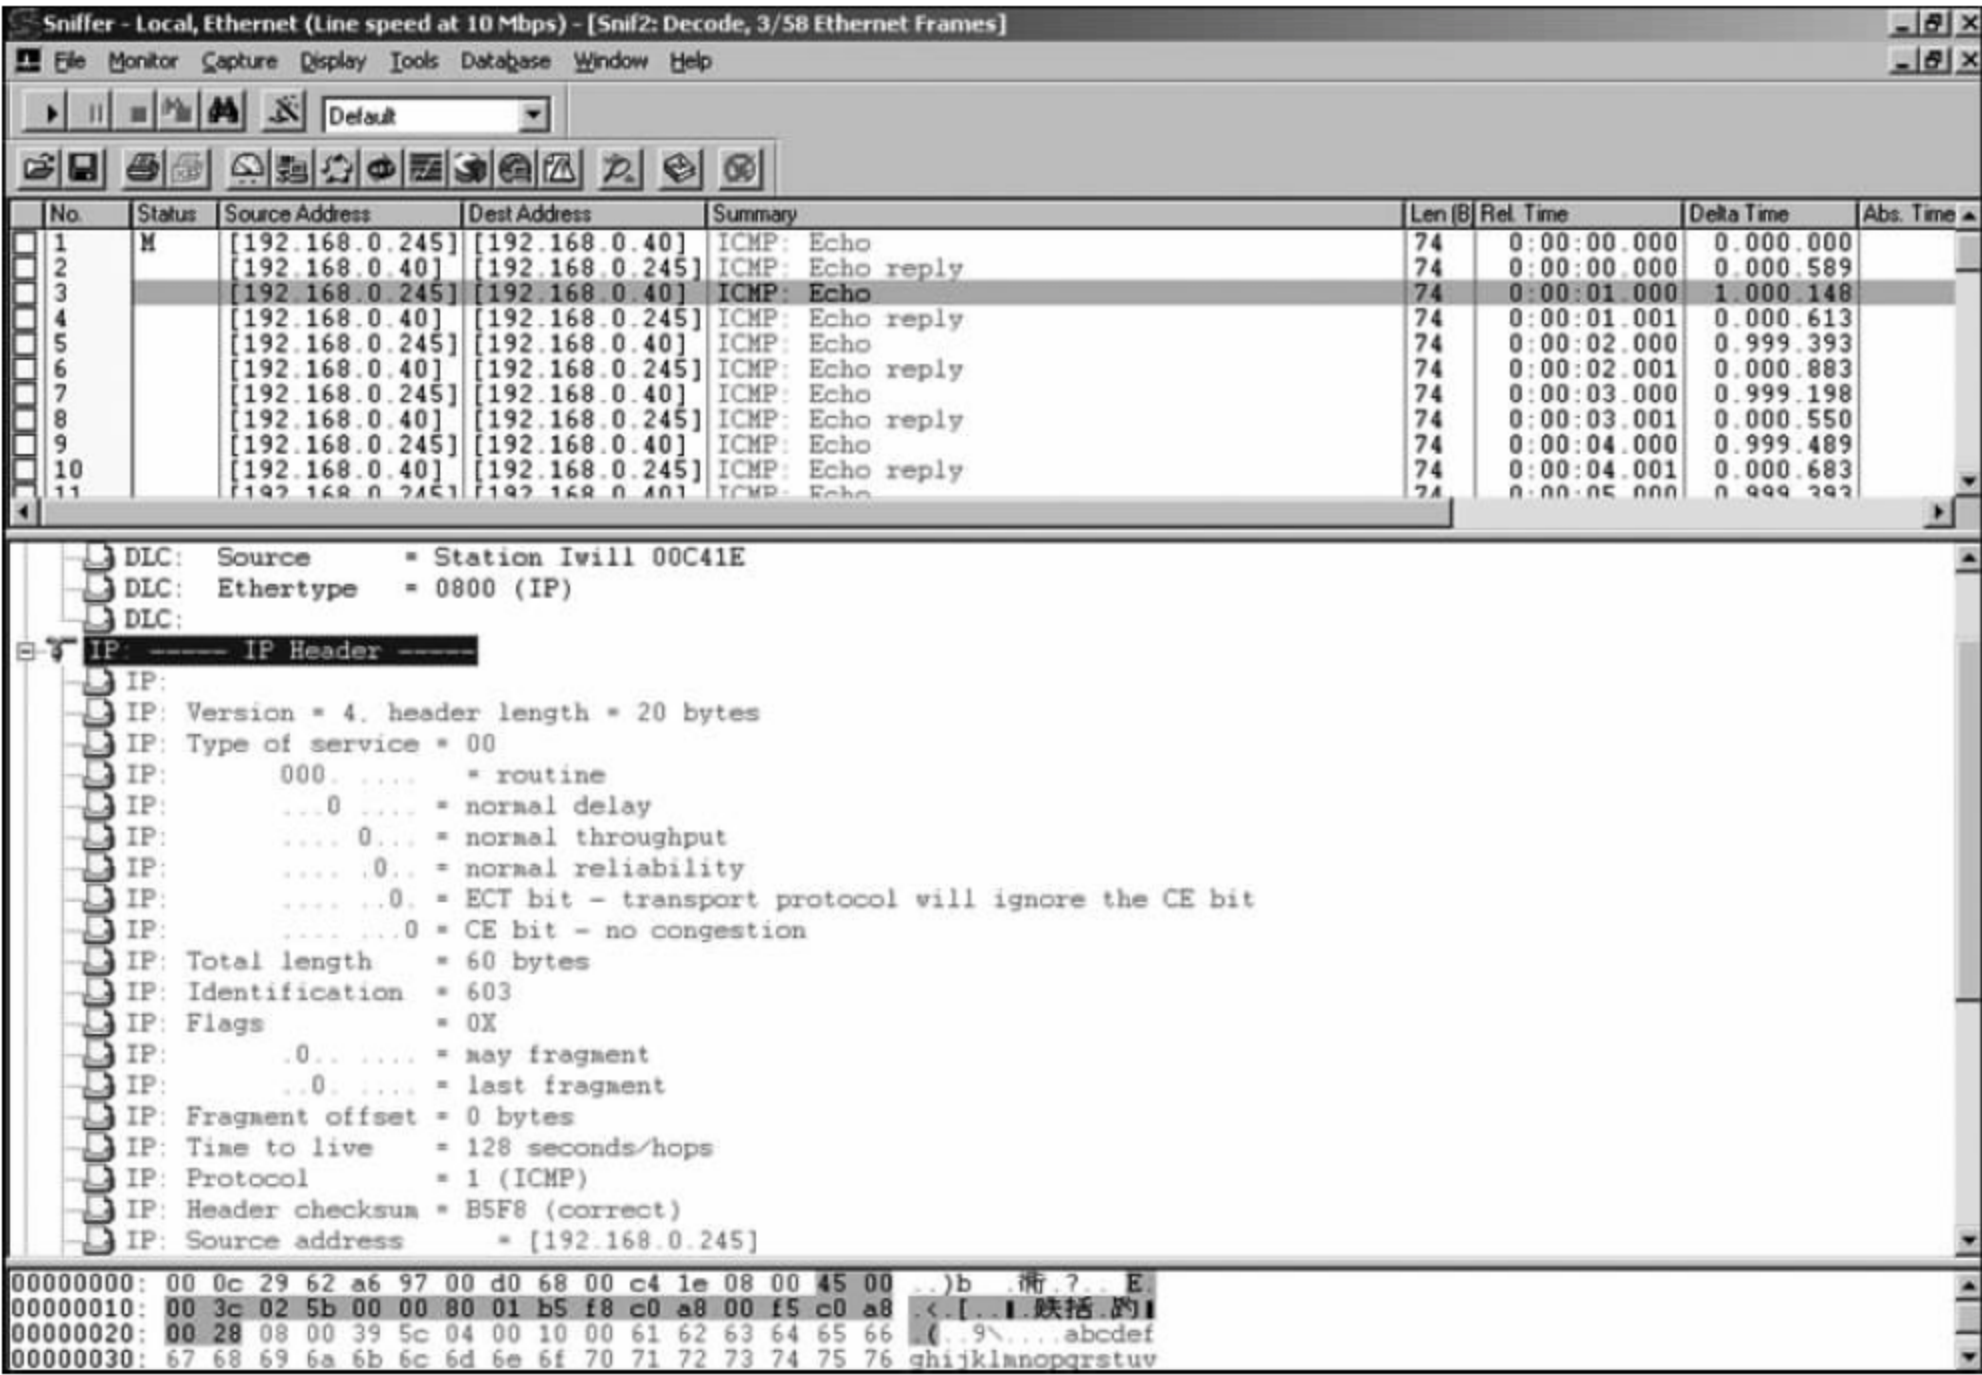 Sniffer - Local, Ethernet (Line speed at 10 Mbps) - [Snif2: Decode, 3/58 Ethernet Frames]
File Monitor Capture Display Tools Database Window Help
Default
No. Status Source Address Dest Address Summary Len (B Rel. Time Delta Time Abs. Time
1 M [192.168.0.245] [192.168.0.40] ICMP: Echo 74 0:00:00.000 0.000.000
2 [192.168.0.40] [192.168.0.245] ICMP: Echo reply 74 0:00:00.000 0.000.589
3 [192.168.0.245] [192.168.0.40] ICMP: Echo 74 0:00:01.000 1.000.148
4 [192.168.0.40] [192.168.0.245] ICMP: Echo reply 74 0:00:01.001 0.000.613
5 [192.168.0.245] [192.168.0.40] ICMP: Echo 74 0:00:02.000 0.999.393
6 [192.168.0.40] [192.168.0.245] ICMP: Echo reply 74 0:00:02.001 0.000.883
7 [192.168.0.245] [192.168.0.40] ICMP: Echo 74 0:00:03.000 0.999.198
8 [192.168.0.40] [192.168.0.245] ICMP: Echo reply 74 0:00:03.001 0.000.550
9 [192.168.0.245] [192.168.0.40] ICMP: Echo 74 0:00:04.000 0.999.489
10 [192.168.0.40] [192.168.0.245] ICMP: Echo reply 74 0:00:04.001 0.000.683
11 [192.168.0.245] [192.168.0.40] ICMP: Echo 74 0:00:05.000 0.999.393
DLC: Source = Station Iwill 00C41E
DLC: Ethertype = 0800 (IP)
DLC:
IP: ----- IP Header -----
IP:
IP: Version = 4, header length = 20 bytes
IP: Type of service = 00
IP: 000. .... = routine
IP: ...0 .... = normal delay
IP: .... 0... = normal throughput
IP: .... .0.. = normal reliability
IP: .... ..0. = ECT bit - transport protocol will ignore the CE bit
IP: .... ...0 = CE bit - no congestion
IP: Total length = 60 bytes
IP: Identification = 603
IP: Flags = 0X
IP: .0.. .... = may fragment
IP: ..0. .... = last fragment
IP: Fragment offset = 0 bytes
IP: Time to live = 128 seconds/hops
IP: Protocol = 1 (ICMP)
IP: Header checksum = B5F8 (correct)
IP: Source address = [192.168.0.245]
00000000: 00 0c 29 62 a6 97 00 d0 68 00 c4 1e 08 00 45 00 ..)b .?.. E.
00000010: 00 3c 02 5b 00 00 80 01 b5 f8 c0 a8 00 f5 c0 a8 .<.[..
00000020: 00 28 08 00 39 5c 04 00 10 00 61 62 63 64 65 66 .(..9\....abcdef
00000030: 67 68 69 6a 6b 6c 6d 6e 6f 70 71 72 73 74 75 76 ghijklmnopqrstuv